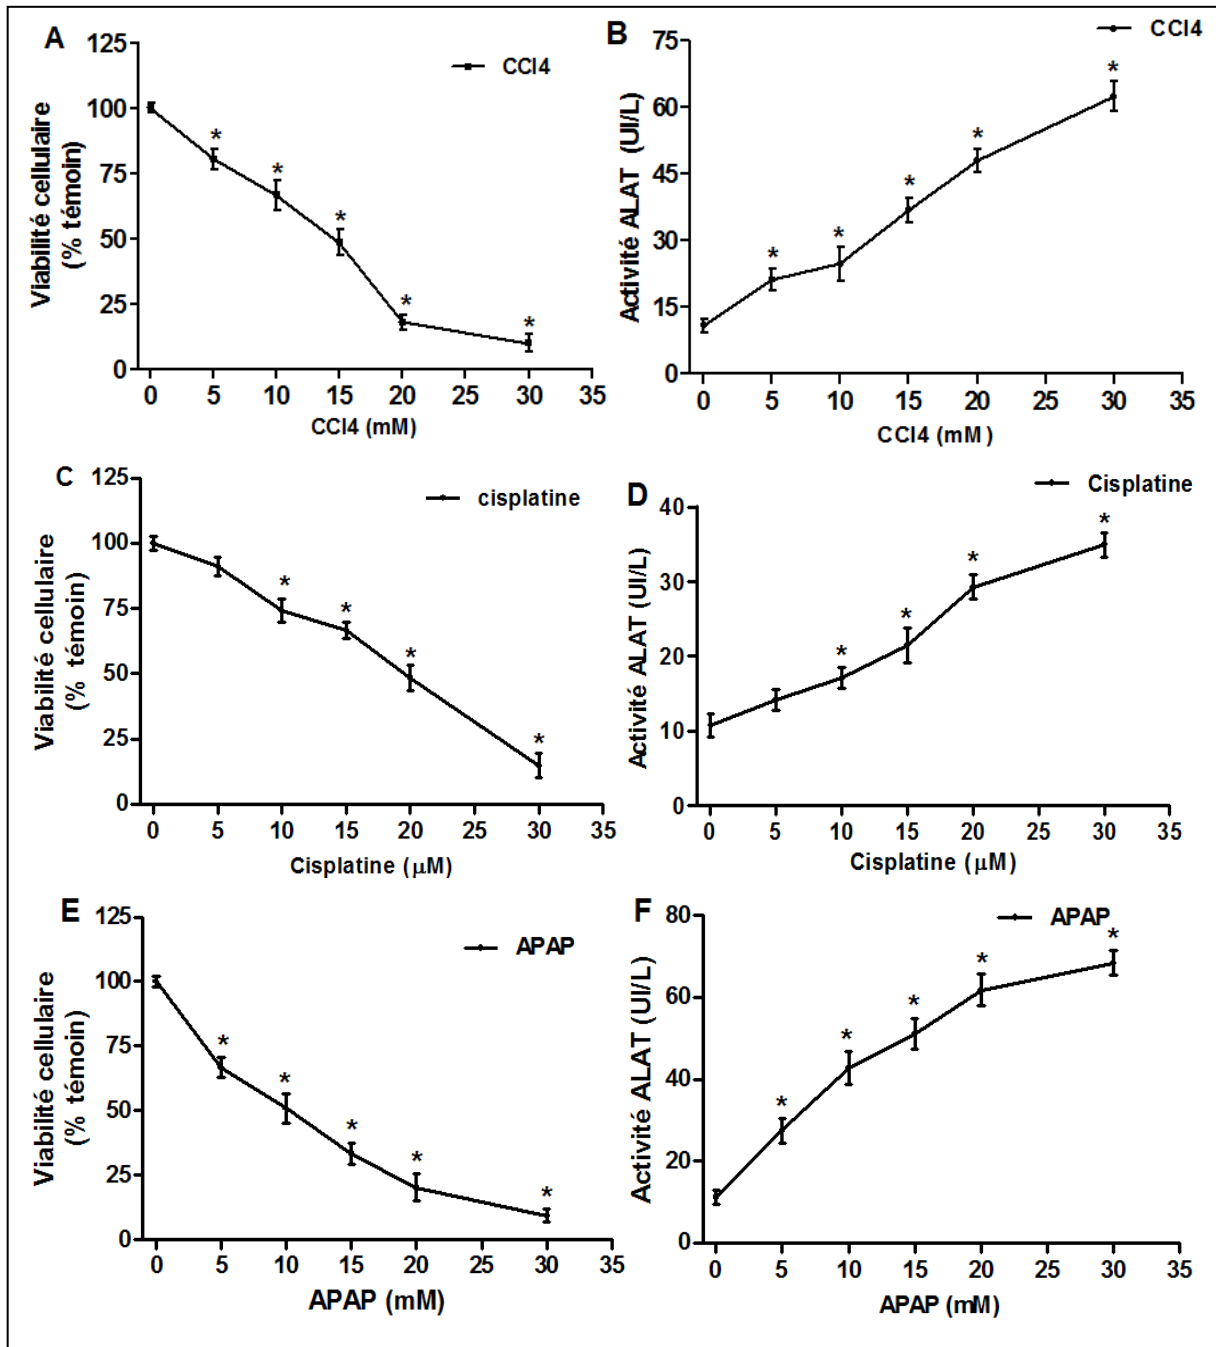 A
CCl4
Viabilité cellulaire
(% témoin)
125
100
75
50
25
0
* * * * *
0 5 10 15 20 25 30 35
CCl4 (mM)
B
CCl4
Activité ALAT (UI/L)
75
60
45
30
15
0
* * * * *
0 5 10 15 20 25 30 35
CCl4 (mM)
C
cisplatine
Viabilité cellulaire
(% témoin)
125
100
75
50
25
0
* * * *
0 5 10 15 20 25 30 35
Cisplatine (μM)
D
Cisplatine
Activité ALAT (UI/L)
40
30
20
10
0
* * * *
0 5 10 15 20 25 30 35
Cisplatine (μM)
E
APAP
Viabilité cellulaire
(% témoin)
125
100
75
50
25
0
* * * * *
0 5 10 15 20 25 30 35
APAP (mM)
F
APAP
Activité ALAT (UI/L)
80
60
40
20
0
* * * * *
0 5 10 15 20 25 30 35
APAP (mM)